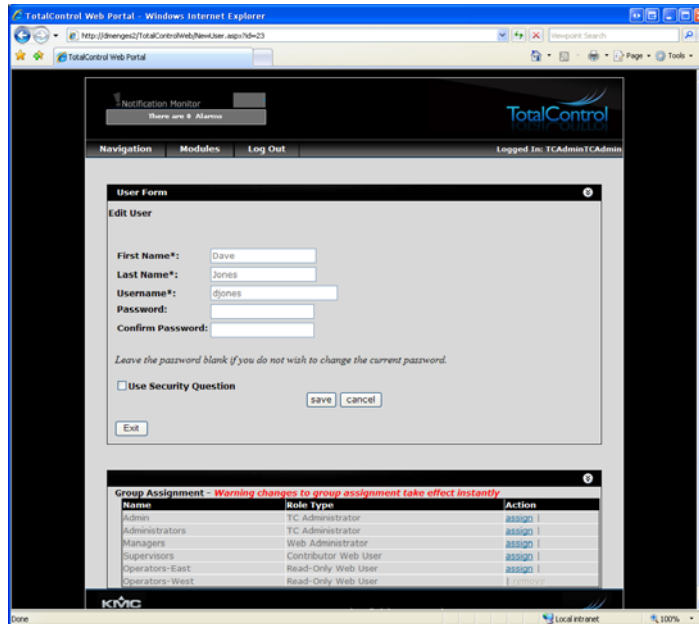 TotalControl Web Portal - Windows Internet Explorer
http://dmenges2/TotalControlWeb/NewUser.aspx?id=23
Viewpoint Search
TotalControl Web Portal
Page
Tools
Notification Monitor
There are 0 Alarms
TotalControl
Navigation Modules Log Out Logged In: TCAdminTCAdmin
User Form
Edit User
First Name*: Dave
Last Name*: Jones
Username*: djones
Password:
Confirm Password:
Leave the password blank if you do not wish to change the current password.
Use Security Question
save cancel
Exit
Group Assignment - Warning changes to group assignment take effect instantly
Name Role Type Action
Admin TC Administrator assign |
Administrators TC Administrator assign |
Managers Web Administrator assign |
Supervisors Contributor Web User assign |
Operators-East Read-Only Web User assign |
Operators-West Read-Only Web User | remove
KMC
Done Local intranet 100%